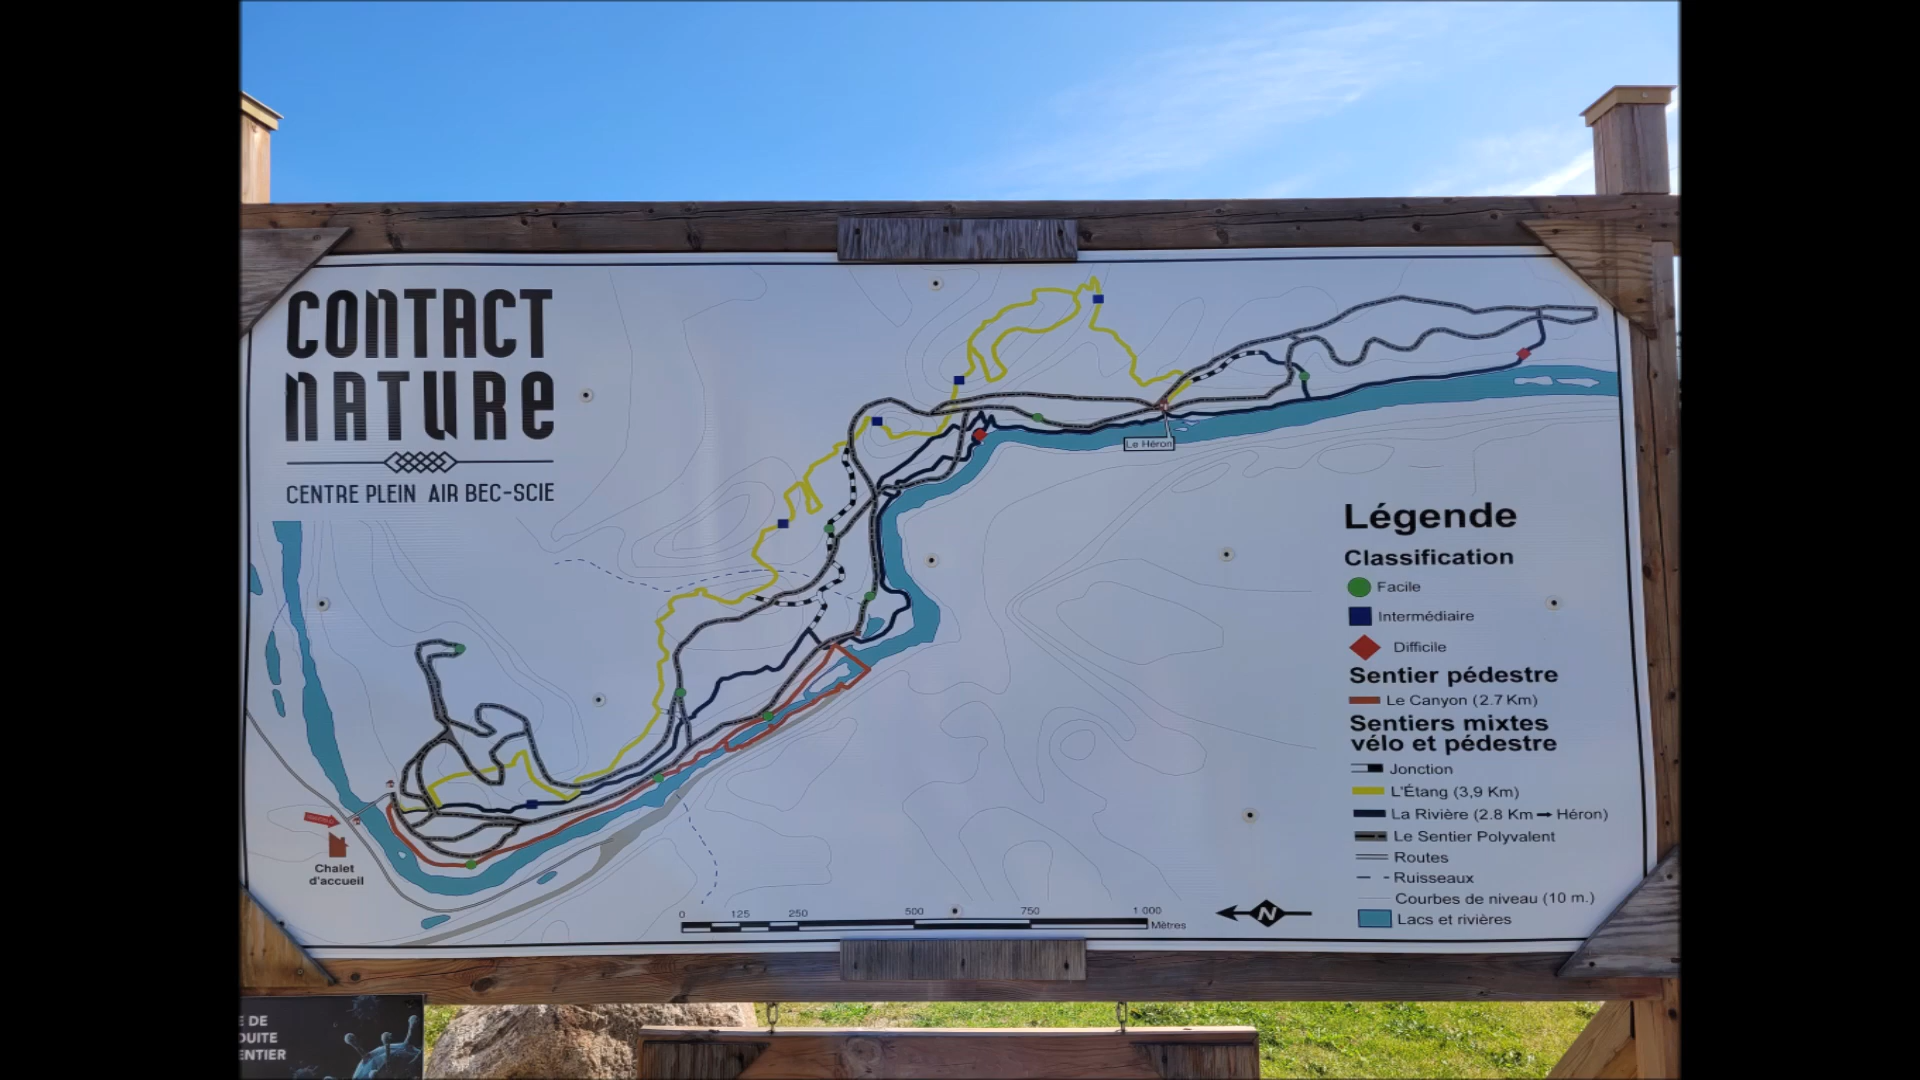 CONTACT
NATURE
CENTRE PLEIN AIR BEC-SCIE
Le Héron
Légende
Classification
Facile
Intermédiaire
Difficile
Sentier pédestre
Le Canyon (2.7 Km)
Sentiers mixtes
vélo et pédestre
Jonction
L'Étang (3,9 Km)
La Rivière (2.8 Km → Héron)
Le Sentier Polyvalent
Routes
Ruisseaux
Courbes de niveau (10 m.)
Lacs et rivières
Chalet
d'accueil
0 125 250 500 750 1 000
Mètres
N
E DE
DUITE
ENTIER